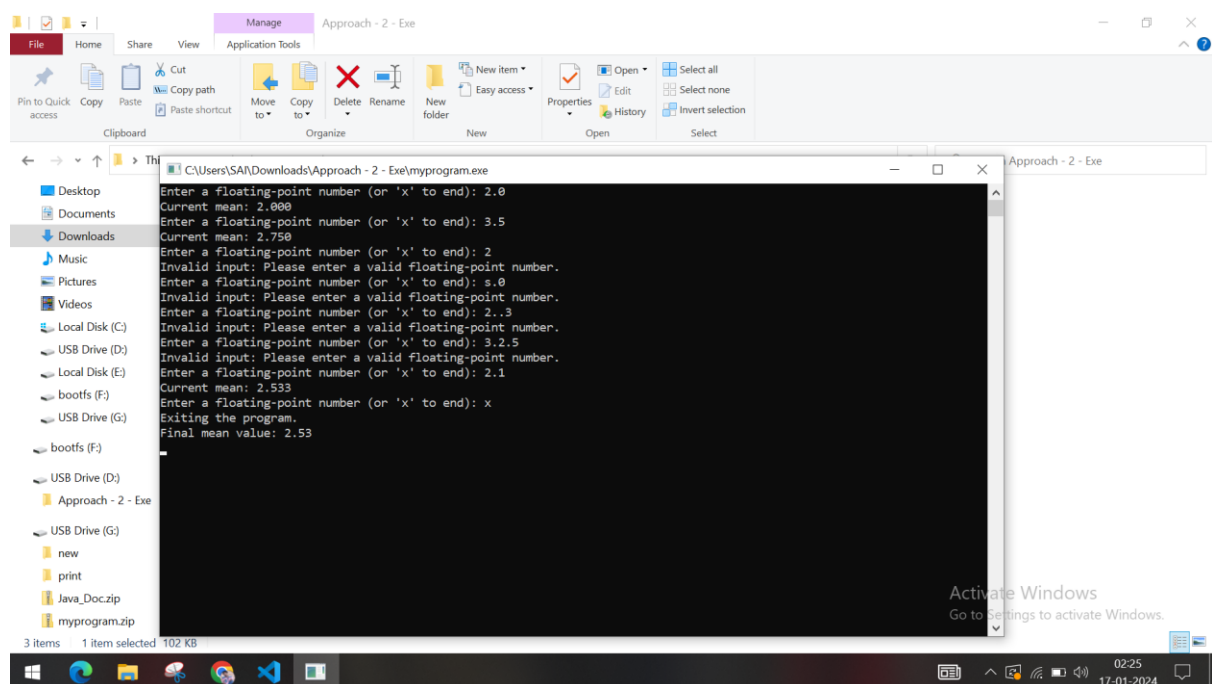 Manage
Approach - 2 - Exe
File Home Share View Application Tools
Pin to Quick access
Copy
Paste
Cut
Copy path
Paste shortcut
Clipboard
Move to
Copy to
Delete
Rename
Organize
New folder
New item
Easy access
New
Properties
Open
Edit
History
Open
Select all
Select none
Invert selection
Select
Thi
Approach - 2 - Exe
Desktop
Documents
Downloads
Music
Pictures
Videos
Local Disk (C:)
USB Drive (D:)
Local Disk (E:)
bootfs (F:)
USB Drive (G:)
bootfs (F:)
USB Drive (D:)
Approach - 2 - Exe
USB Drive (G:)
new
print
Java_Doc.zip
myprogram.zip
3 items 1 item selected 102 KB
C:\Users\SAI\Downloads\Approach - 2 - Exe\myprogram.exe
Enter a floating-point number (or 'x' to end): 2.0
Current mean: 2.000
Enter a floating-point number (or 'x' to end): 3.5
Current mean: 2.750
Enter a floating-point number (or 'x' to end): 2
Invalid input: Please enter a valid floating-point number.
Enter a floating-point number (or 'x' to end): s.0
Invalid input: Please enter a valid floating-point number.
Enter a floating-point number (or 'x' to end): 2..3
Invalid input: Please enter a valid floating-point number.
Enter a floating-point number (or 'x' to end): 3.2.5
Invalid input: Please enter a valid floating-point number.
Enter a floating-point number (or 'x' to end): 2.1
Current mean: 2.533
Enter a floating-point number (or 'x' to end): x
Exiting the program.
Final mean value: 2.53
Activate Windows
Go to Settings to activate Windows.
02:25
17-01-2024